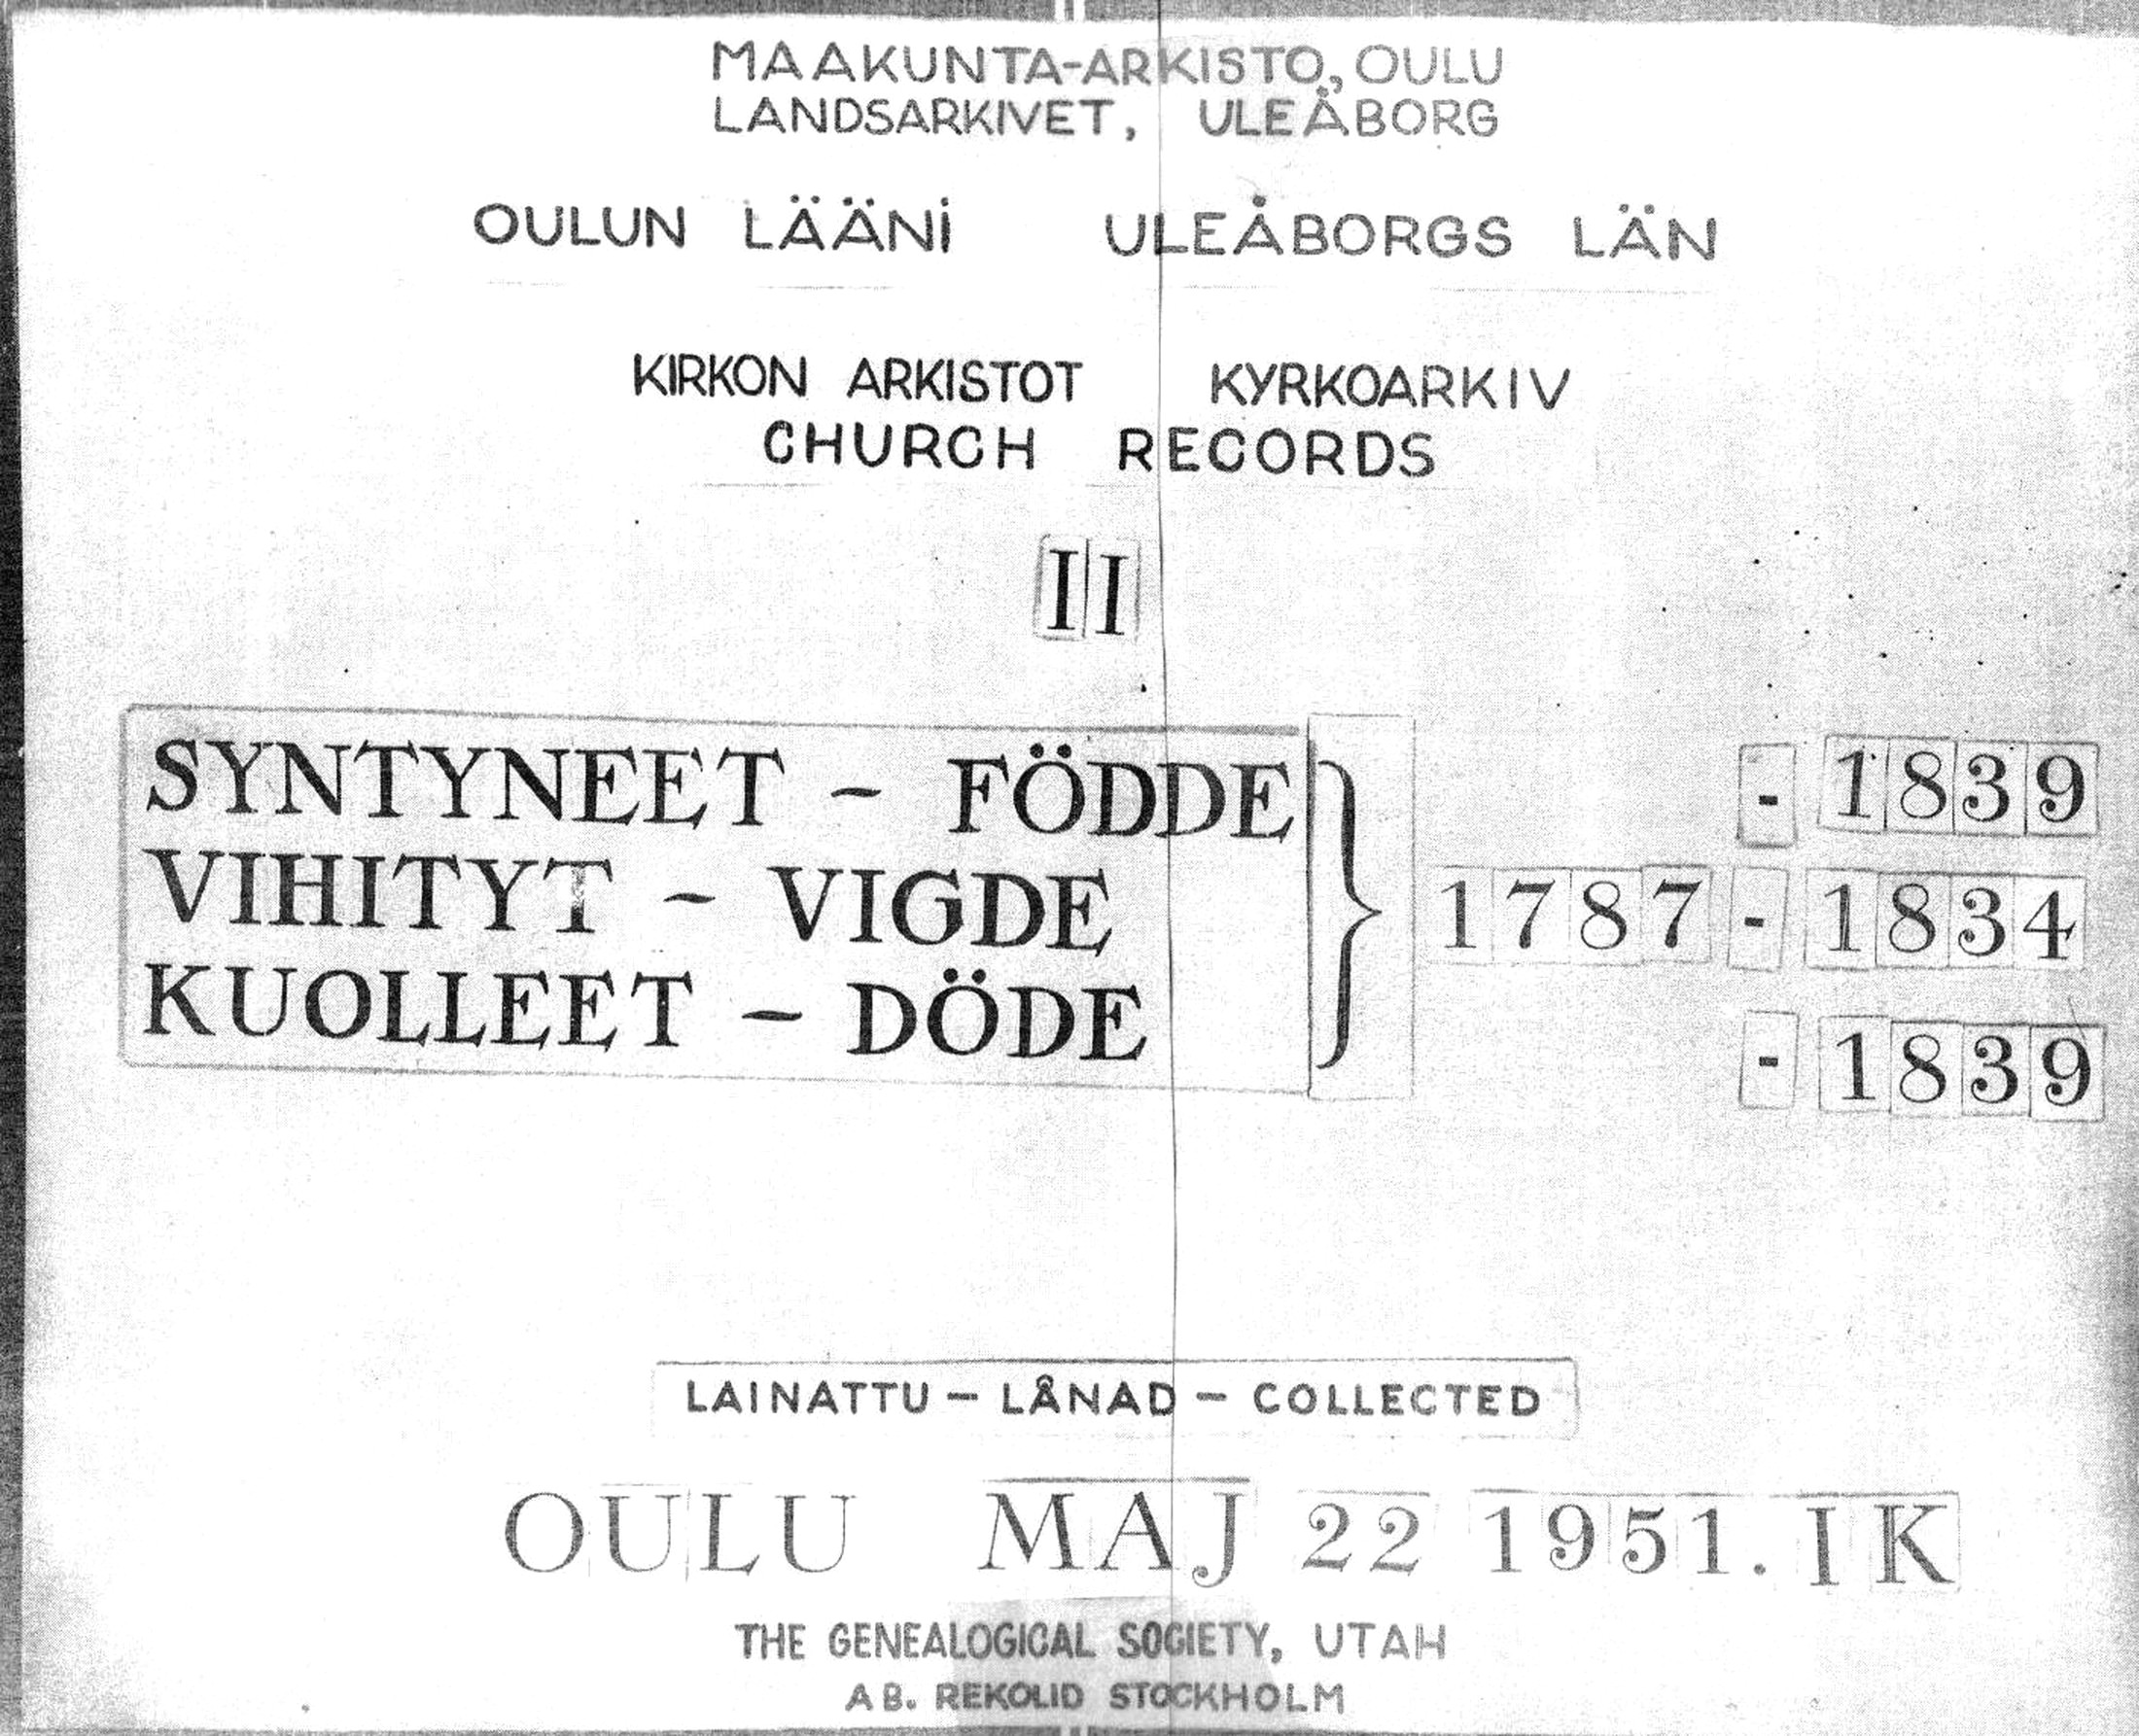 MAAKUNTA-ARKISTO, OULU
LANDSARKIVET, ULEÅBORG
OULUN LÄÄNI ULEÅBORGS LÄN
KIRKON ARKISTOT KYRKOARKIV
CHURCH RECORDS
II
SYNTYNEET - FÖDDE - 1839
VIHITYT - VIGDE } 1787 - 1834
KUOLLEET - DÖDE - 1839
LAINATTU - LÅNAD - COLLECTED
OULU MAJ 22 1951. IK
THE GENEALOGICAL SOCIETY, UTAH
AB. REKOLID STOCKHOLM